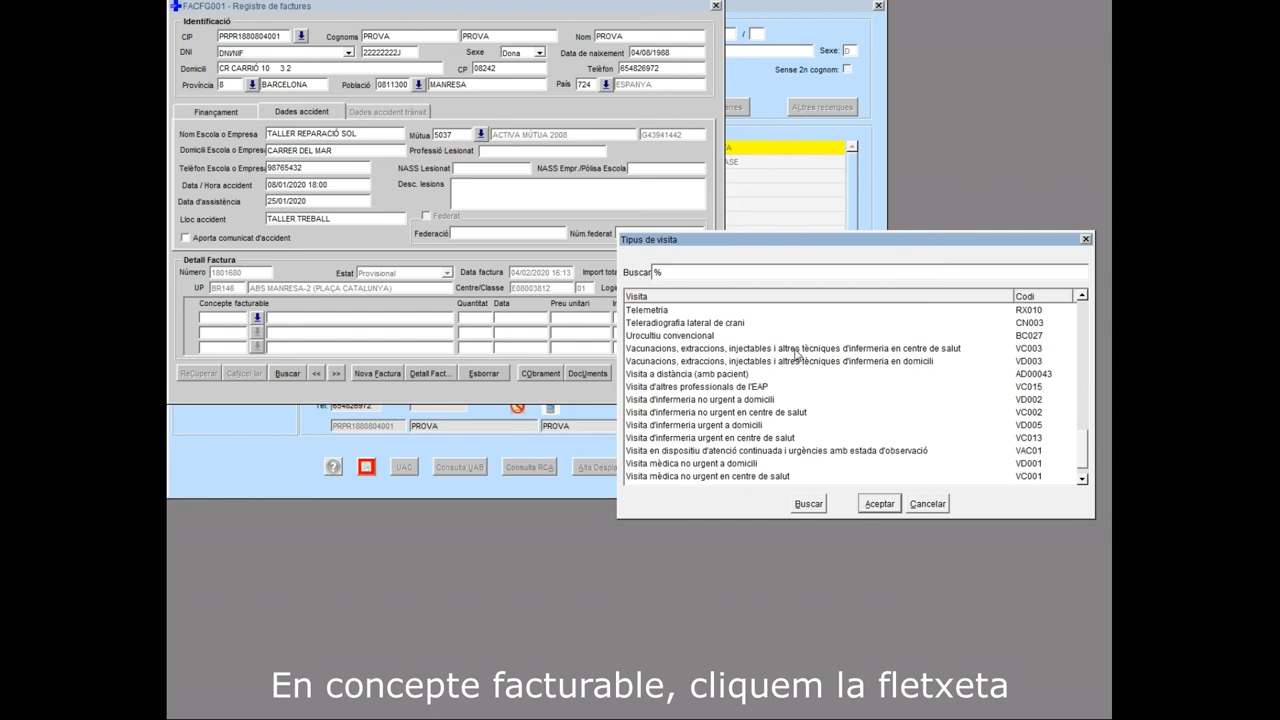 FACFG001 - Registre de factures
Identificació
CIP PRPR1880804001 Cognoms PROVA PROVA Nom PROVA
DNI DNI/NIF 22222222J Sexe Dona Data de naixement 04/08/1988
Domicili CR CARRIÓ 10 3 2 CP 08242 Telèfon 654826972
Província 8 BARCELONA Població 0811300 MANRESA País 724 ESPANYA
Finançament Dades accident Dades accident trànsit
Nom Escola o Empresa TALLER REPARACIÓ SOL Mútua 5037 ACTIVA MÚTUA 2008 G43941442
Domicili Escola o Empresa CARRER DEL MAR Professió Lesionat
Telèfon Escola o Empresa 98765432 NASS Lesionat NASS Empr./Pòlisa Escola
Data / Hora accident 08/01/2020 18:00 Desc. lesions
Data d'assistència 25/01/2020
Lloc accident TALLER TREBALL Federat
Aporta comunicat d'accident Federació Núm.federat
Detall Factura
Número 1801680 Estat Provisional Data factura 04/02/2020 16:13 Import tota
UP BR146 ABS MANRESA-2 (PLAÇA CATALUNYA) Centre/Classe E08003812 01 Logi
Concepte facturable Quantitat Data Preu unitari
ReCuperar Cancel·lar Buscar << >> Nova Factura Detall Fact... Esborrar CObrament DocUments
/
Sexe: D
Sense 2n cognom:
arres Altres recerques
A
ASE
Tel. 654826972
PRPR1880804001 PROVA PROVA
? UAC Consulta UAB Consulta RCA Alta Despla
Tipus de visita
Buscar %
Visita Codi
Telemetria RX010
Teleradiografia lateral de crani CN003
Urocultiu convencional BC027
Vacunacions, extraccions, injectables i altres tècniques d'infermeria en centre de salut VC003
Vacunacions, extraccions, injectables i altres tècniques d'infermeria en domicili VD003
Visita a distància (amb pacient) AD00043
Visita d'altres professionals de l'EAP VC015
Visita d'infermeria no urgent a domicili VD002
Visita d'infermeria no urgent en centre de salut VC002
Visita d'infermeria urgent a domicili VD005
Visita d'infermeria urgent en centre de salut VC013
Visita en dispositiu d'atenció continuada i urgències amb estada d'observació VAC01
Visita mèdica no urgent a domicili VD001
Visita mèdica no urgent en centre de salut VC001
Buscar Aceptar Cancelar
En concepte facturable, cliquem la fletxeta